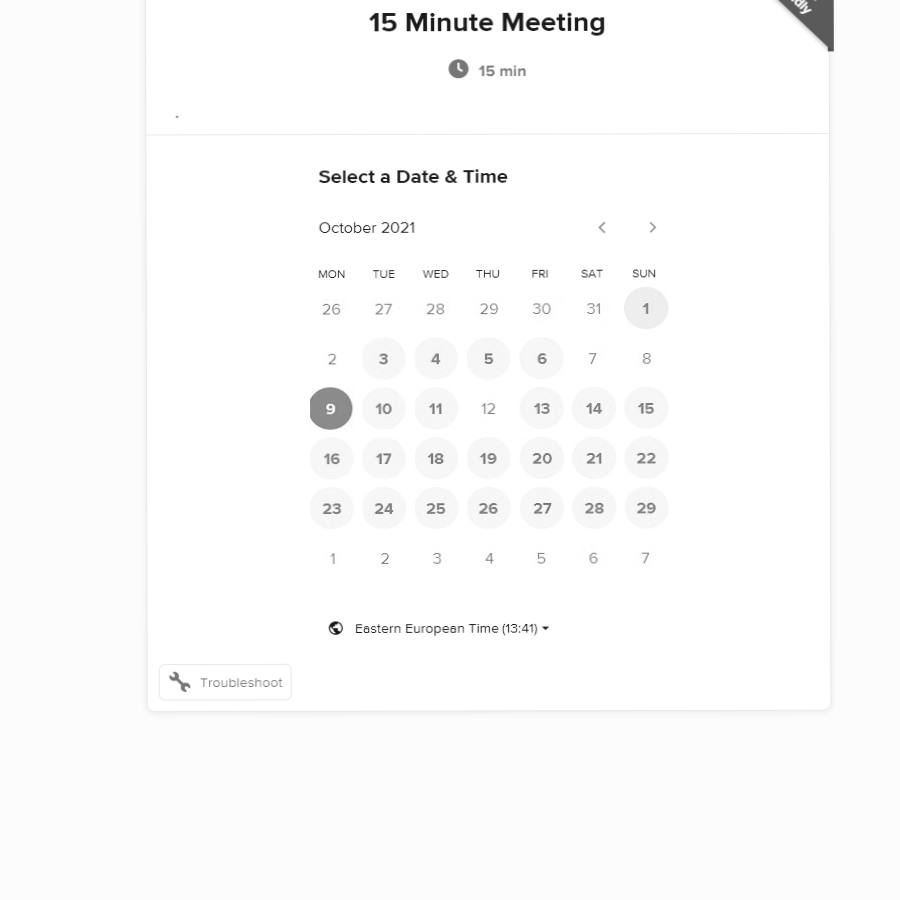 15 Minute Meeting
15 min
.
Select a Date & Time
October 2021
MON TUE WED THU FRI SAT SUN
26 27 28 29 30 31 1
2 3 4 5 6 7 8
9 10 11 12 13 14 15
16 17 18 19 20 21 22
23 24 25 26 27 28 29
1 2 3 4 5 6 7
Eastern European Time (13:41)
Troubleshoot